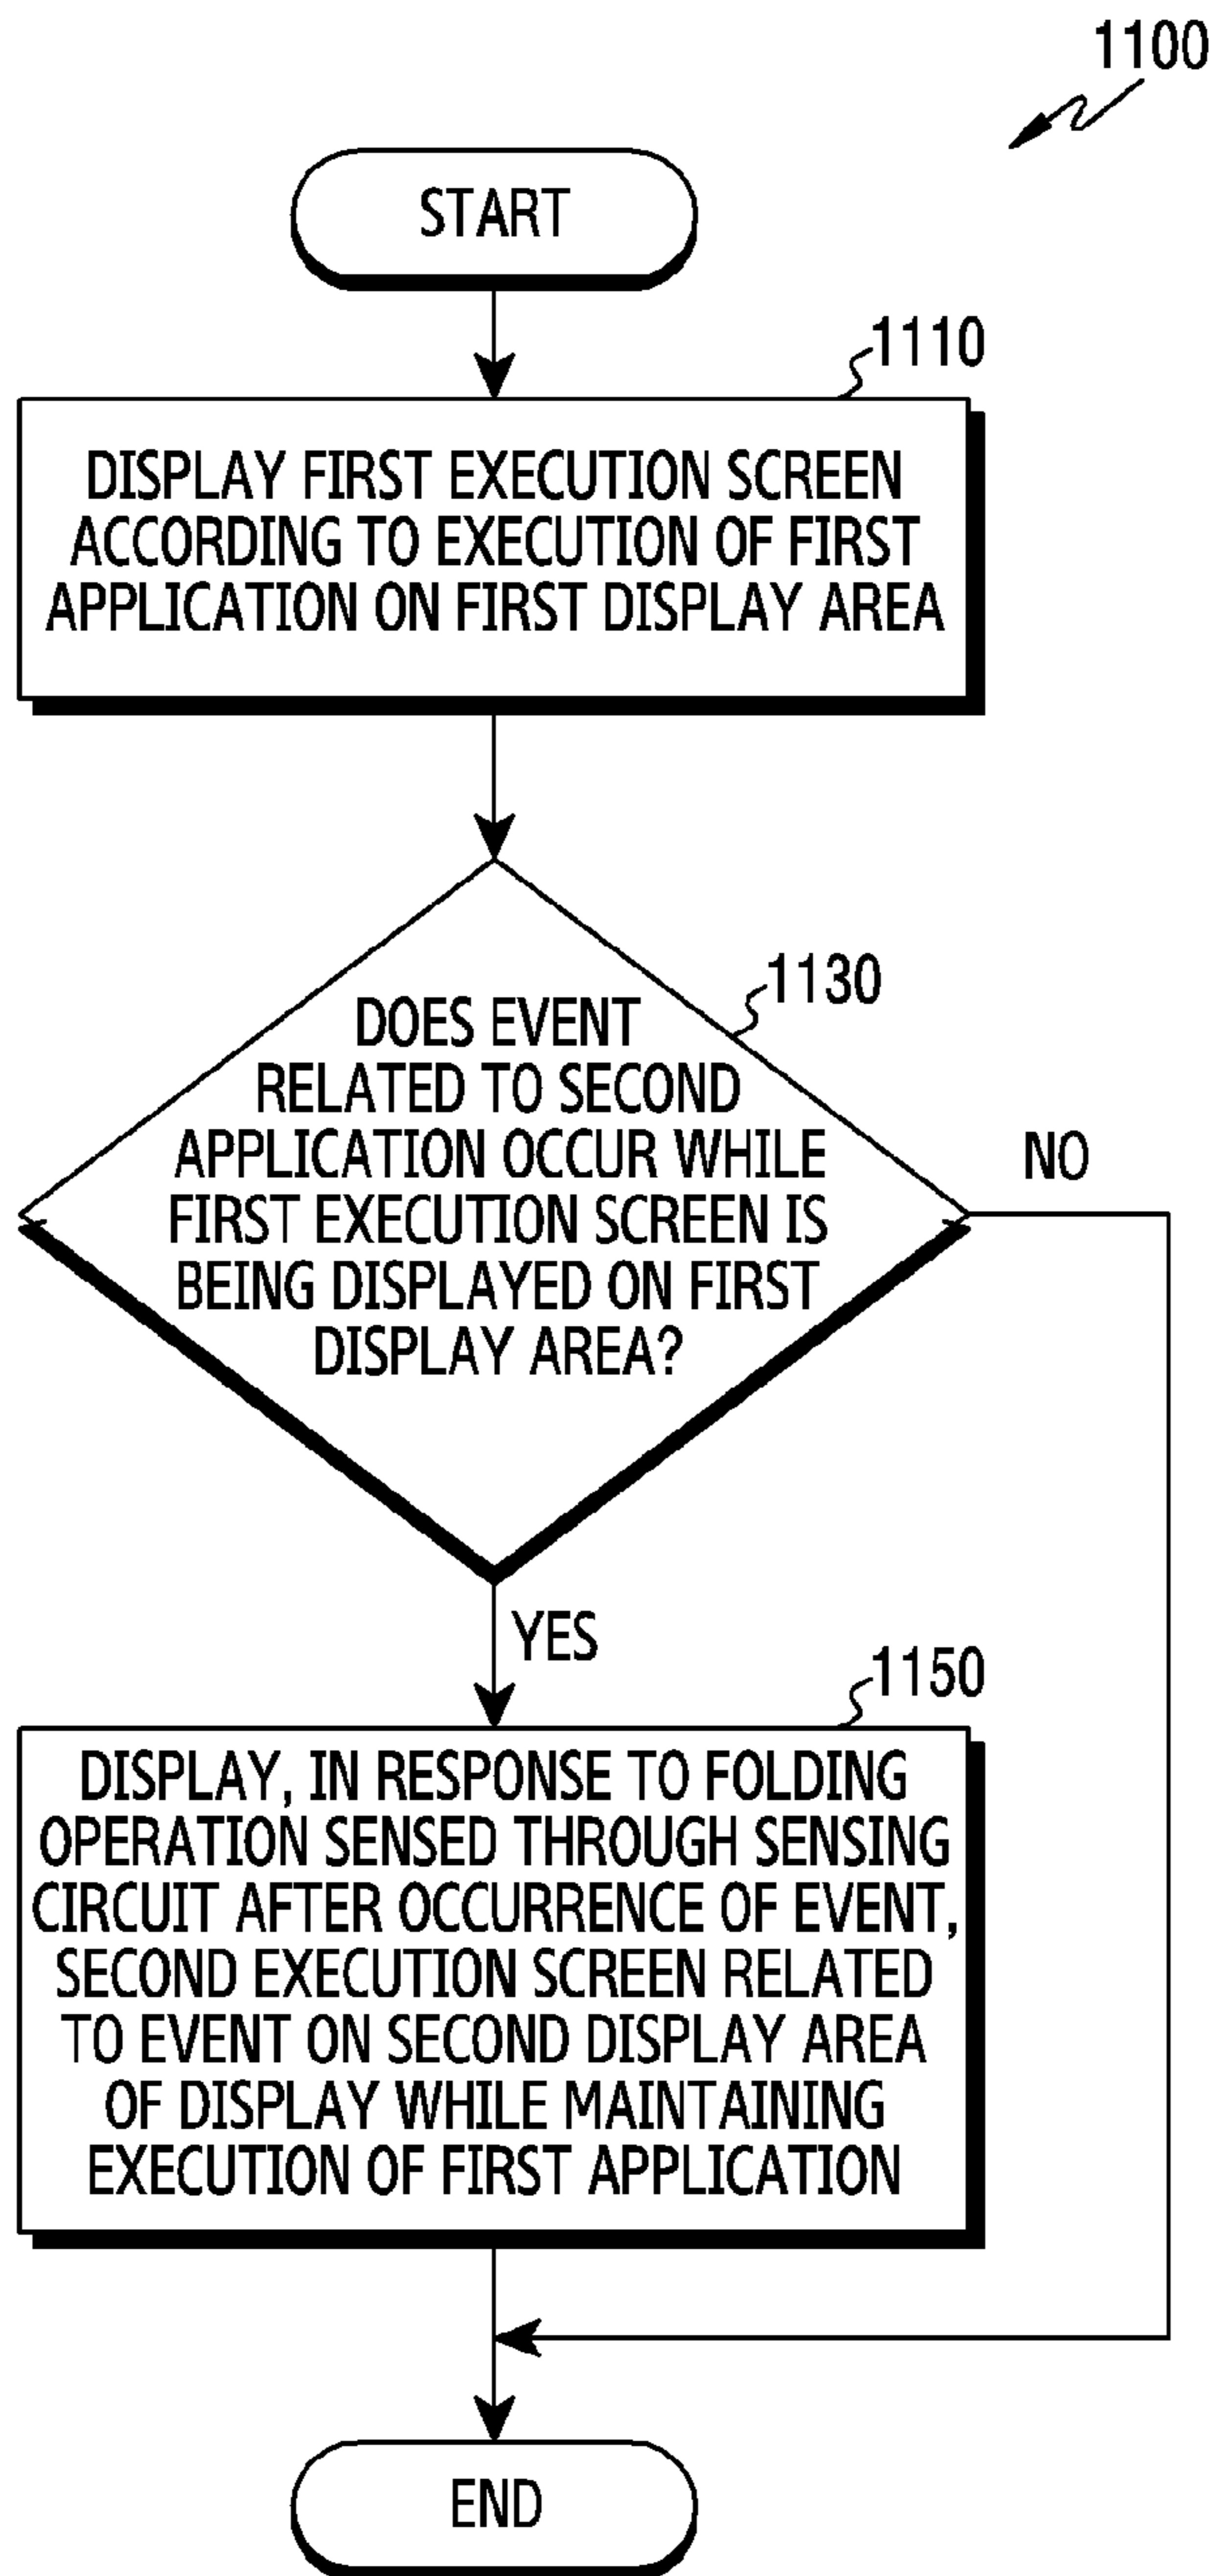 1100
START
1110
DISPLAY FIRST EXECUTION SCREEN
ACCORDING TO EXECUTION OF FIRST
APPLICATION ON FIRST DISPLAY AREA
1130
DOES EVENT
RELATED TO SECOND
APPLICATION OCCUR WHILE
FIRST EXECUTION SCREEN IS
BEING DISPLAYED ON FIRST
DISPLAY AREA?
NO
YES
1150
DISPLAY, IN RESPONSE TO FOLDING
OPERATION SENSED THROUGH SENSING
CIRCUIT AFTER OCCURRENCE OF EVENT,
SECOND EXECUTION SCREEN RELATED
TO EVENT ON SECOND DISPLAY AREA
OF DISPLAY WHILE MAINTAINING
EXECUTION OF FIRST APPLICATION
END